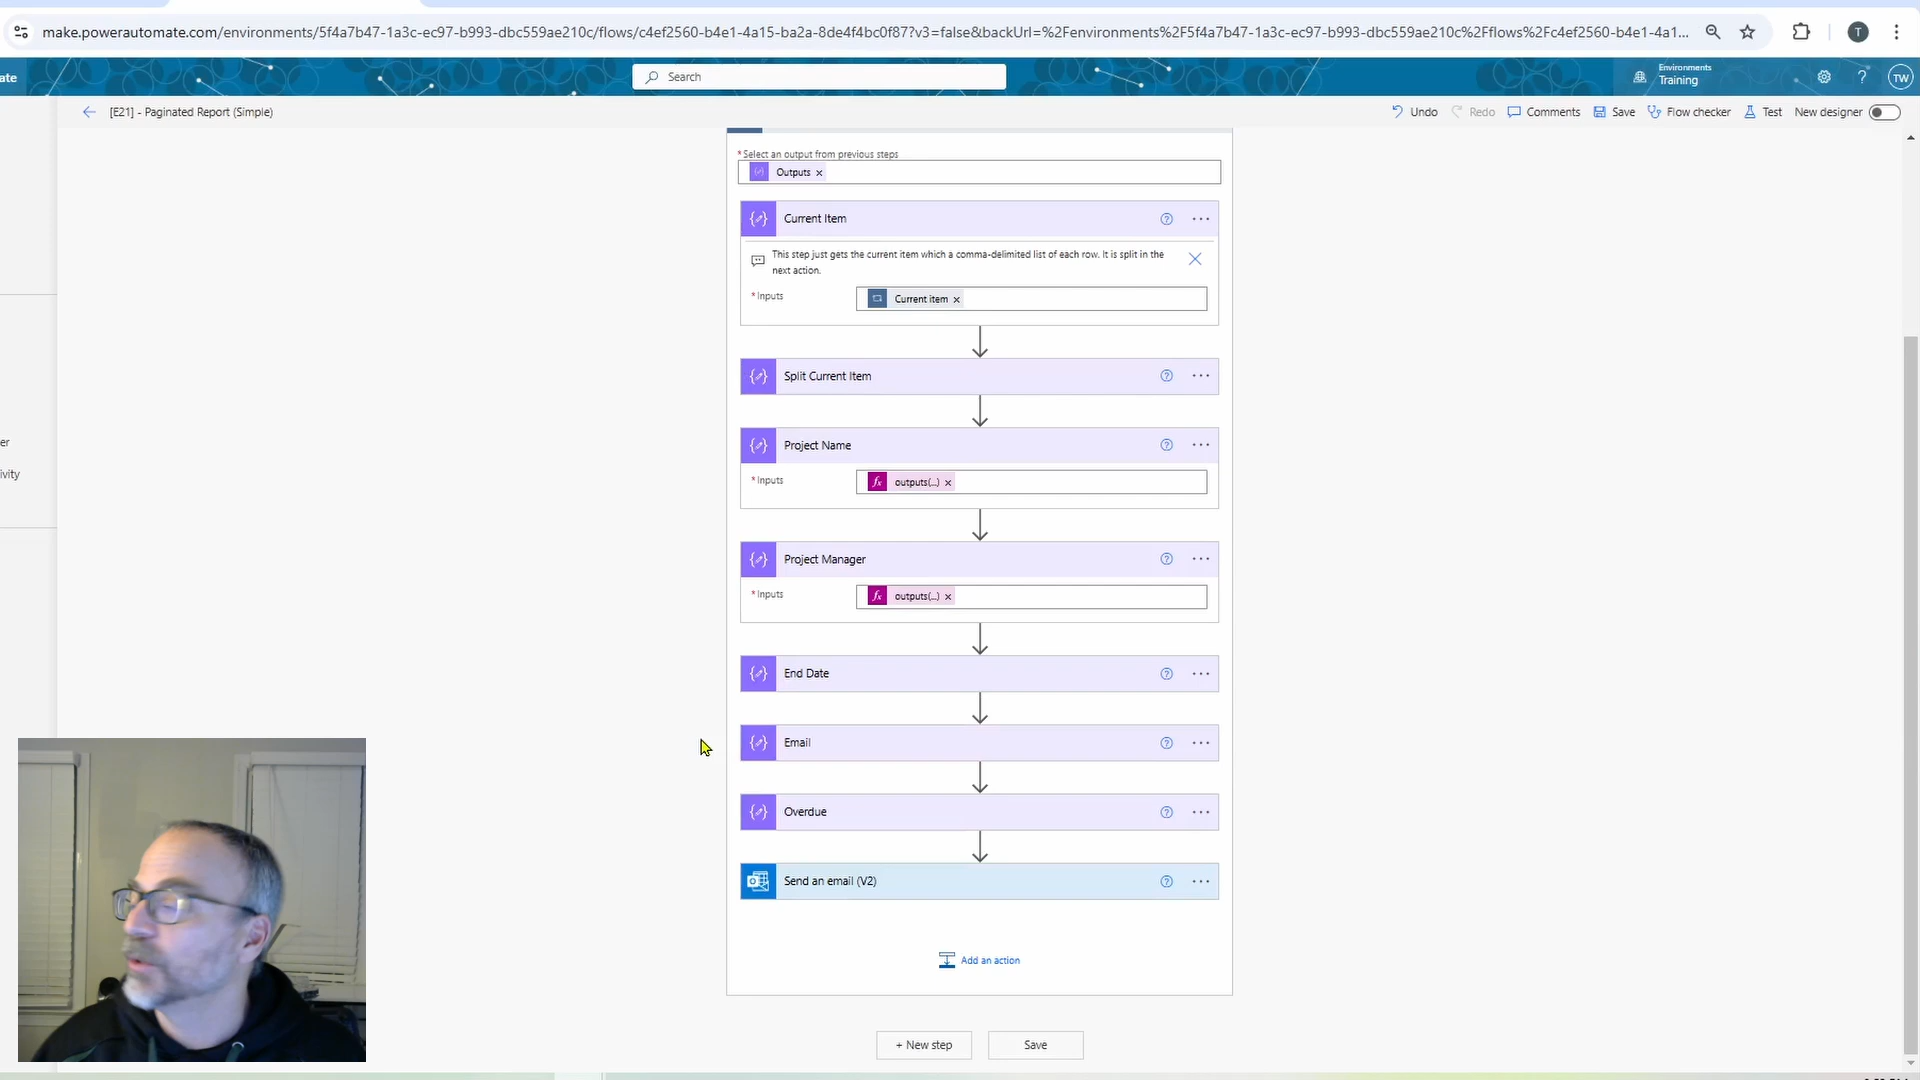 make.powerautomate.com/environments/5f4a7b47-1a3c-ec97-b993-dbc559ae210c/flows/c4ef2560-b4e1-4a15-ba2a-8de4f4bc0f87?v3=false&backUrl=%2Fenvironments%2F5f4a7b47-1a3c-ec97-b993-dbc559ae210c%2Fflows%2Fc4ef2560-b4e1-4a1...
T
ate
Search
Environments
Training
?
TW
[E21] - Paginated Report (Simple)
Undo
Redo
Comments
Save
Flow checker
Test
New designer
* Select an output from previous steps
Outputs
Current Item
This step just gets the current item which a comma-delimited list of each row. It is split in the
next action.
* Inputs
Current item
Split Current Item
Project Name
* Inputs
fx outputs(...)
Project Manager
* Inputs
fx outputs(...)
End Date
Email
Overdue
Send an email (V2)
Add an action
+ New step
Save
er
ivity